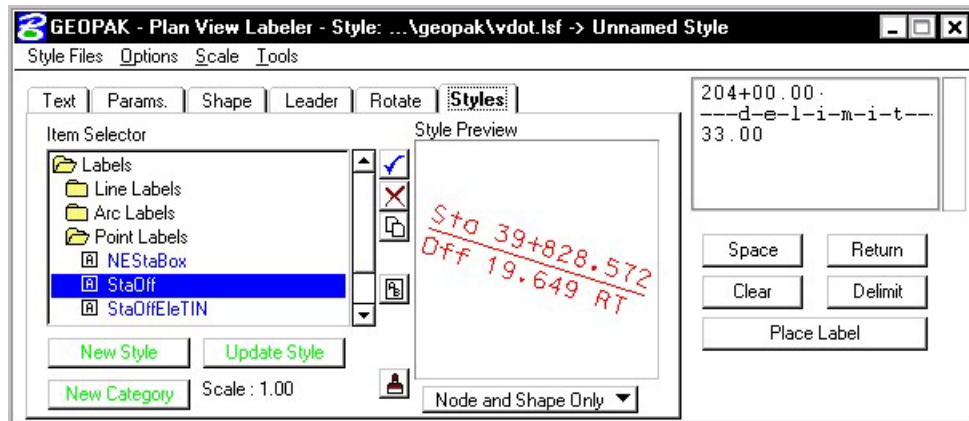 GEOPAK - Plan View Labeler - Style: ...\geopak\vdot.lsf -> Unnamed Style
Style Files Options Scale Tools
Text Params. Shape Leader Rotate Styles
Item Selector
Style Preview
Labels
Line Labels
Arc Labels
Point Labels
NEStaBox
StaOff
StaOffEleTIN
New Style
Update Style
New Category
Scale : 1.00
Sta 39+828.572
Off 19.649 RT
Node and Shape Only
204+00.00·
---d-e-l-i-m-i-t---
33.00
Space
Return
Clear
Delimit
Place Label